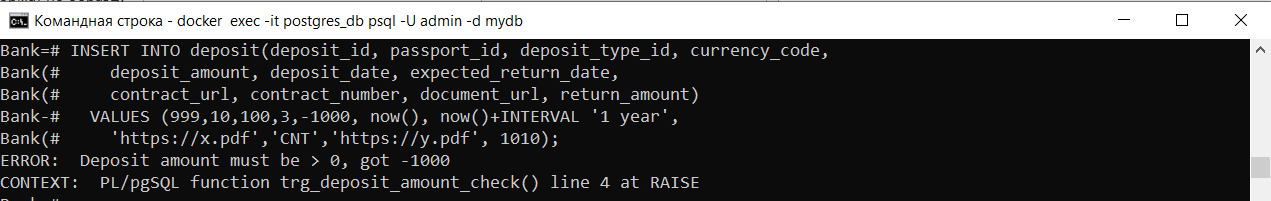 Командная строка - docker exec -it postgres_db psql -U admin -d mydb
Bank=# INSERT INTO deposit(deposit_id, passport_id, deposit_type_id, currency_code,
Bank(#     deposit_amount, deposit_date, expected_return_date,
Bank(#     contract_url, contract_number, document_url, return_amount)
Bank-#   VALUES (999,10,100,3,-1000, now(), now()+INTERVAL '1 year',
Bank(#     'https://x.pdf','CNT','https://y.pdf', 1010);
ERROR:  Deposit amount must be > 0, got -1000
CONTEXT:  PL/pgSQL function trg_deposit_amount_check() line 4 at RAISE